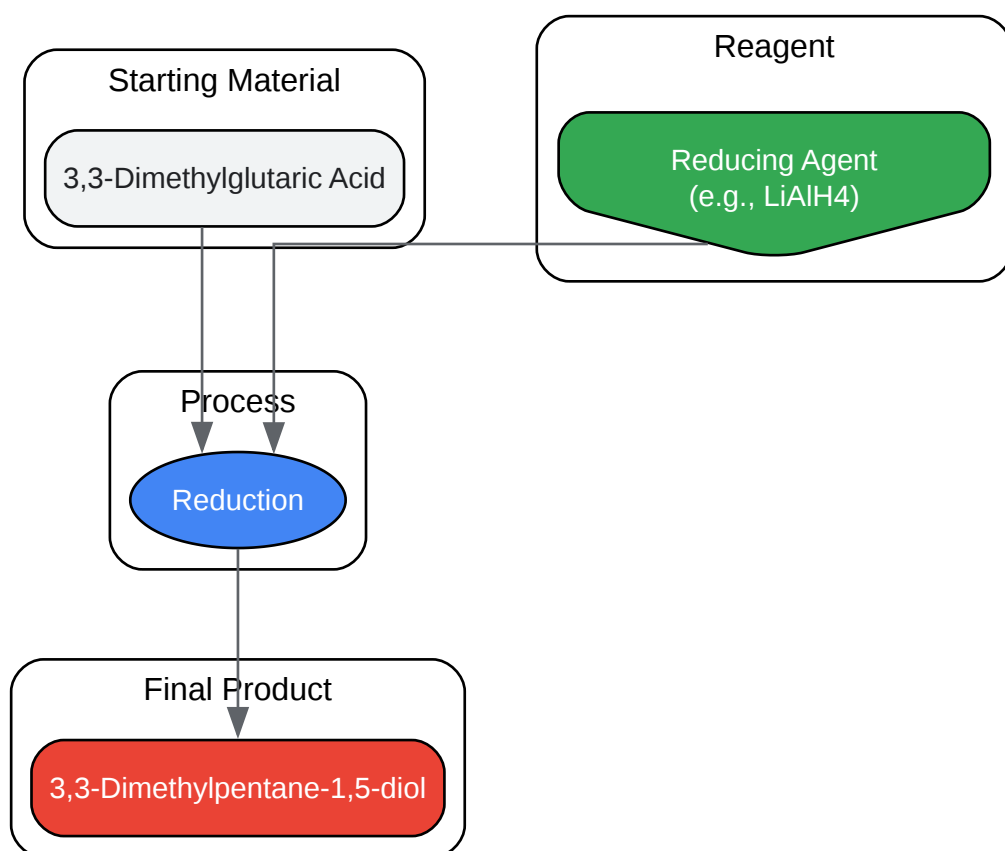 Starting Material
3,3-Dimethylglutaric Acid
Reagent
Reducing Agent
(e.g., LiAlH4)
Process
Reduction
Final Product
3,3-Dimethylpentane-1,5-diol